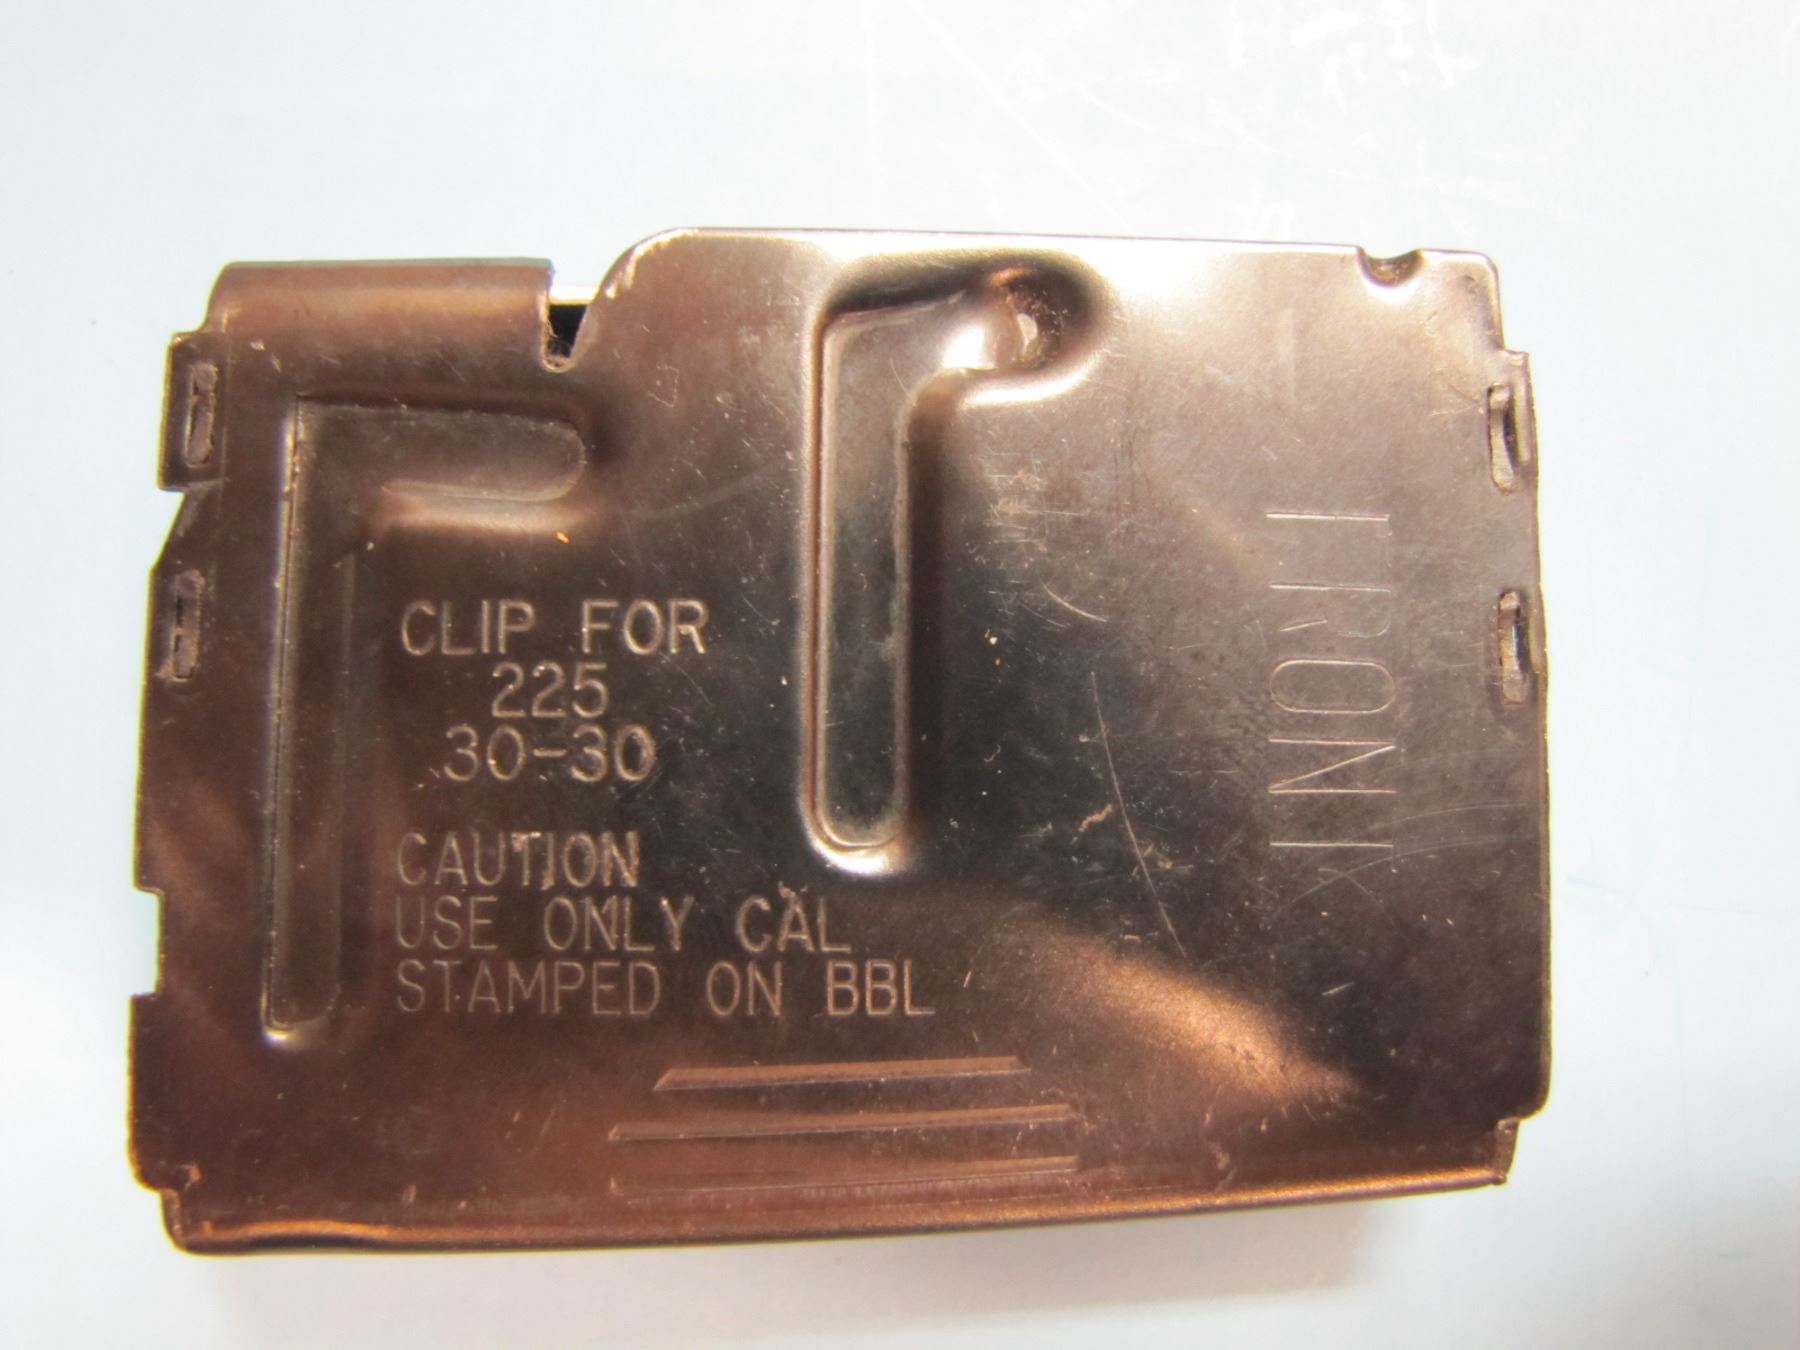 CLIP FOR
225
30-30
CAUTION
USE ONLY CAL
STAMPED ON BBL
FRONT